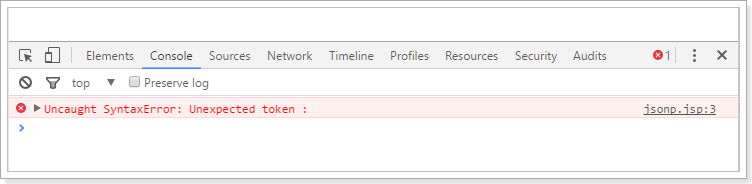 Elements Console Sources Network Timeline Profiles Resources Security Audits 1
top Preserve log
Uncaught SyntaxError: Unexpected token : jsonp.jsp:3